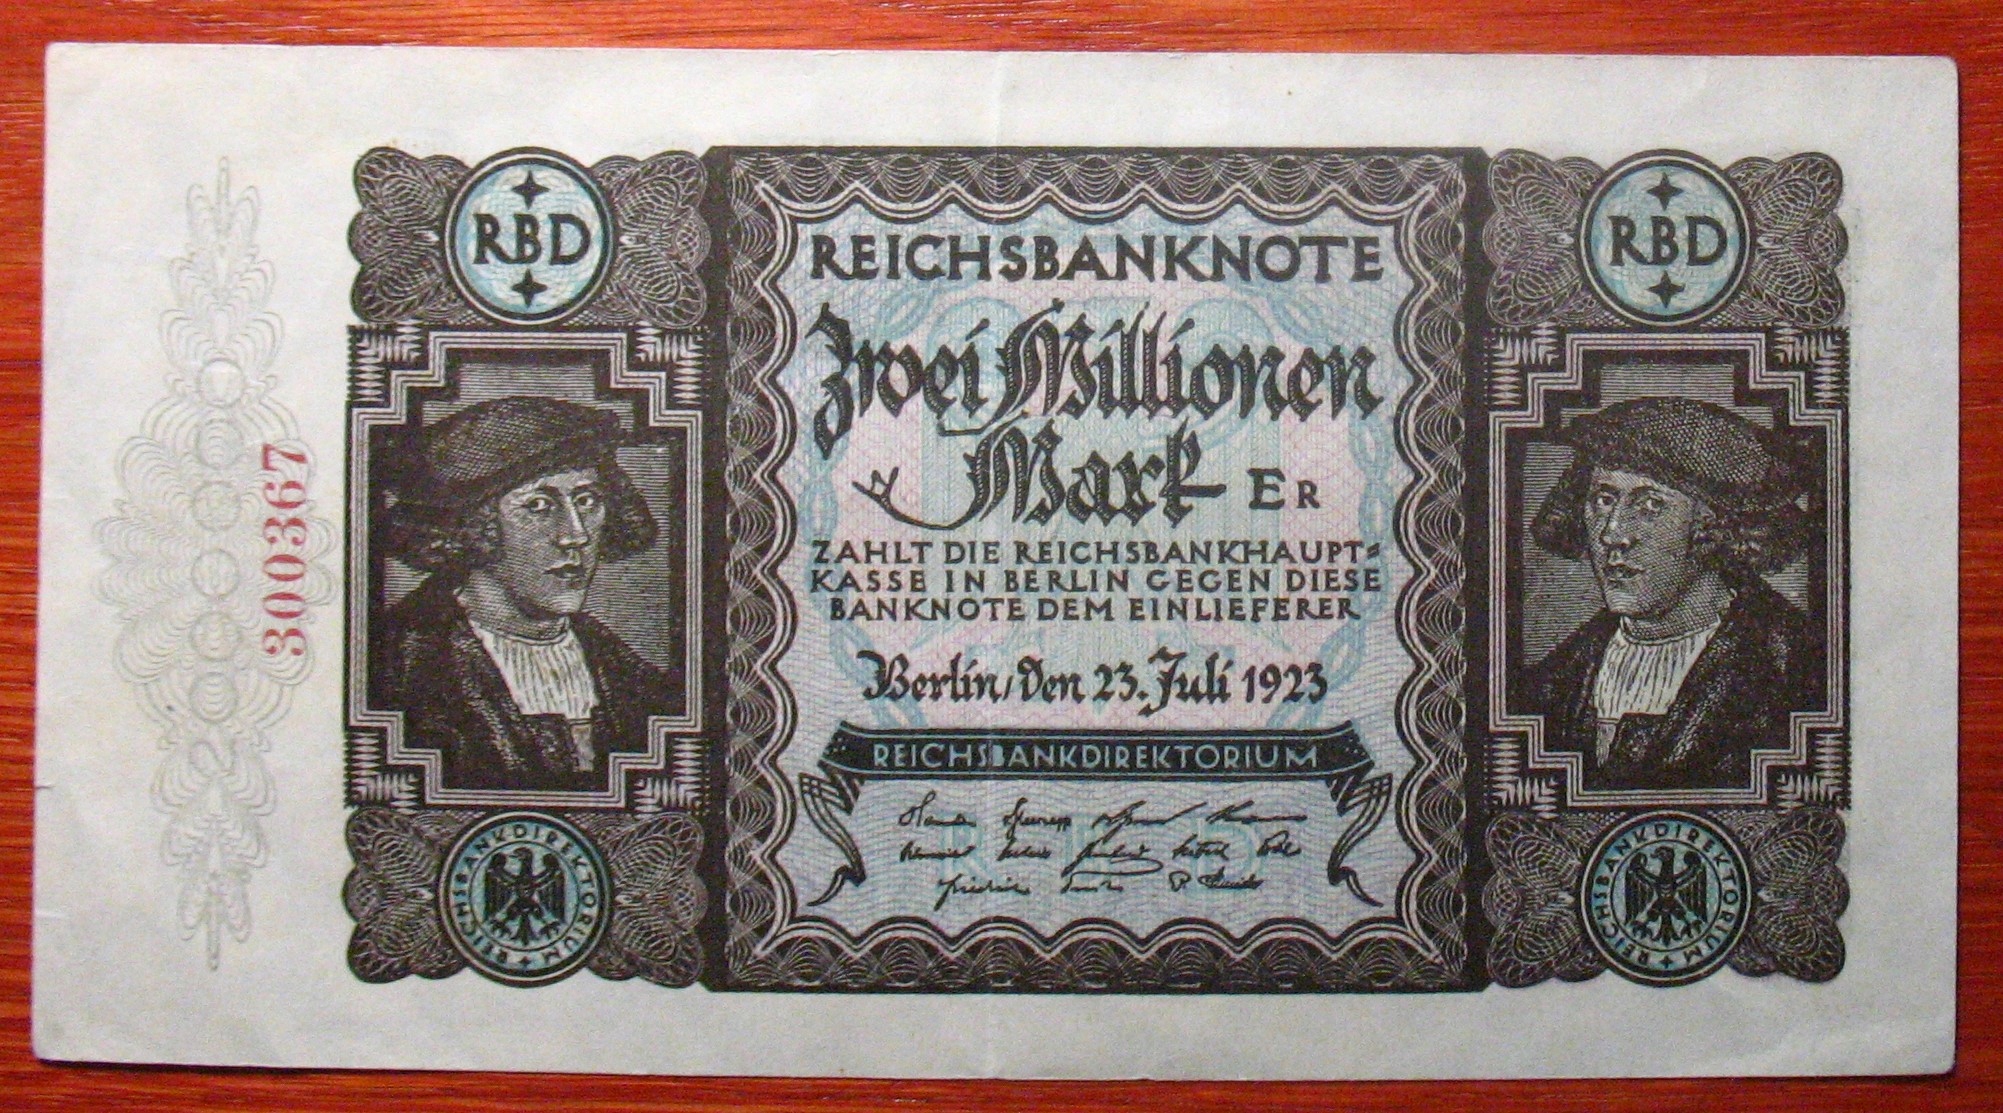 300367
RBD
REICHSBANKNOTE
Zwei Millionen
Mark ER
ZAHLT DIE REICHSBANKHAUPT=
KASSE IN BERLIN GEGEN DIESE
BANKNOTE DEM EINLIEFERER
Berlin, den 23. Juli 1923
REICHSBANKDIREKTORIUM
REICHSBANKDIREKTORIUM
RBD
REICHSBANKDIREKTORIUM